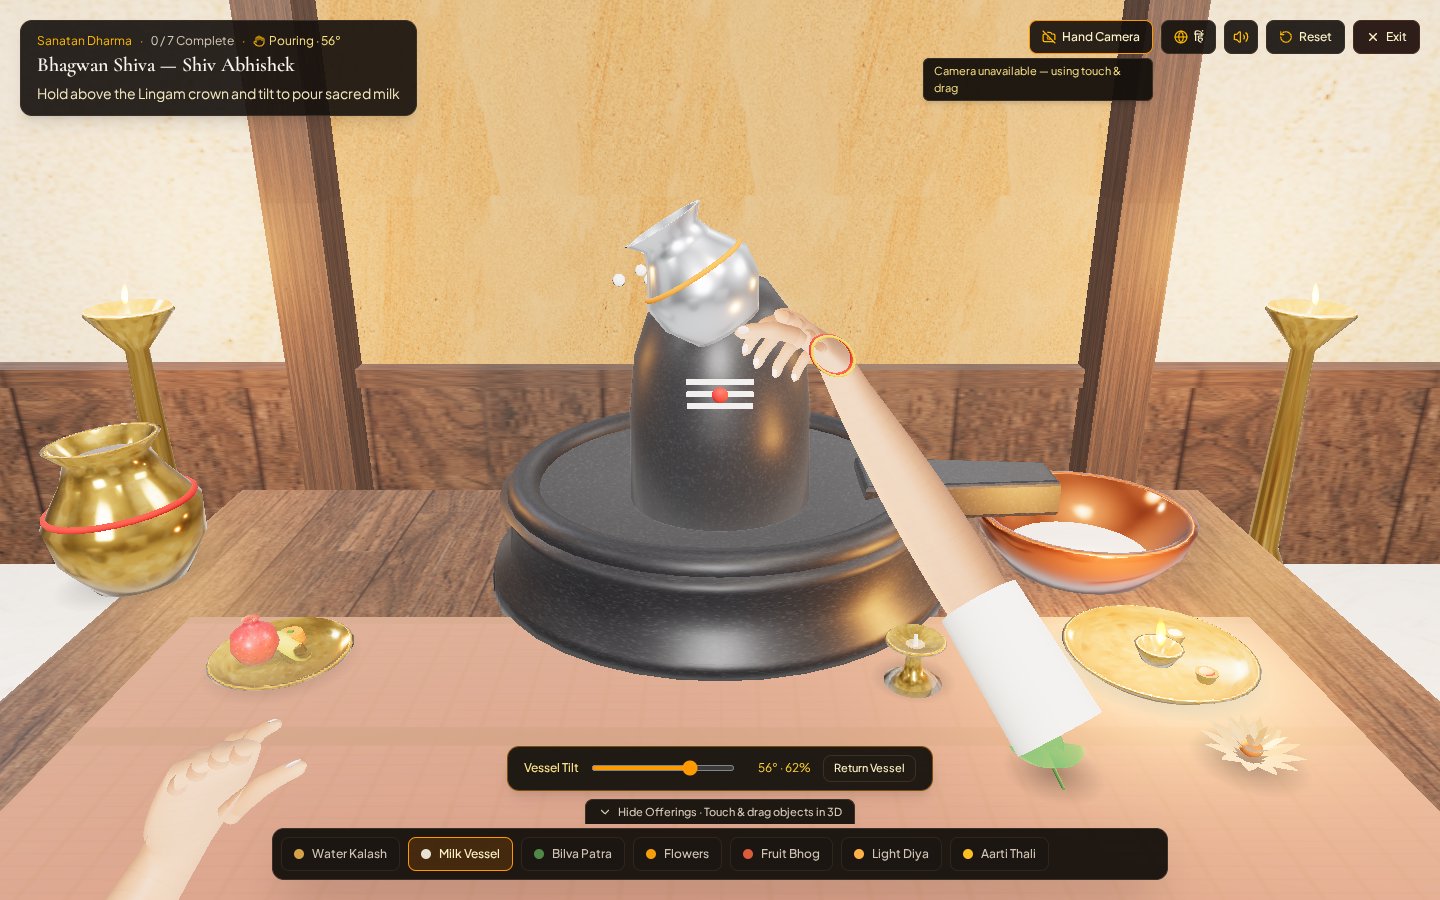 Sanatan Dharma · 0 / 7 Complete · Pouring · 56°
Bhagwan Shiva — Shiv Abhishek
Hold above the Lingam crown and tilt to pour sacred milk
Hand Camera
हिं
Reset
Exit
Camera unavailable — using touch &
drag
Vessel Tilt
56° · 62%
Return Vessel
Hide Offerings · Touch & drag objects in 3D
Water Kalash
Milk Vessel
Bilva Patra
Flowers
Fruit Bhog
Light Diya
Aarti Thali